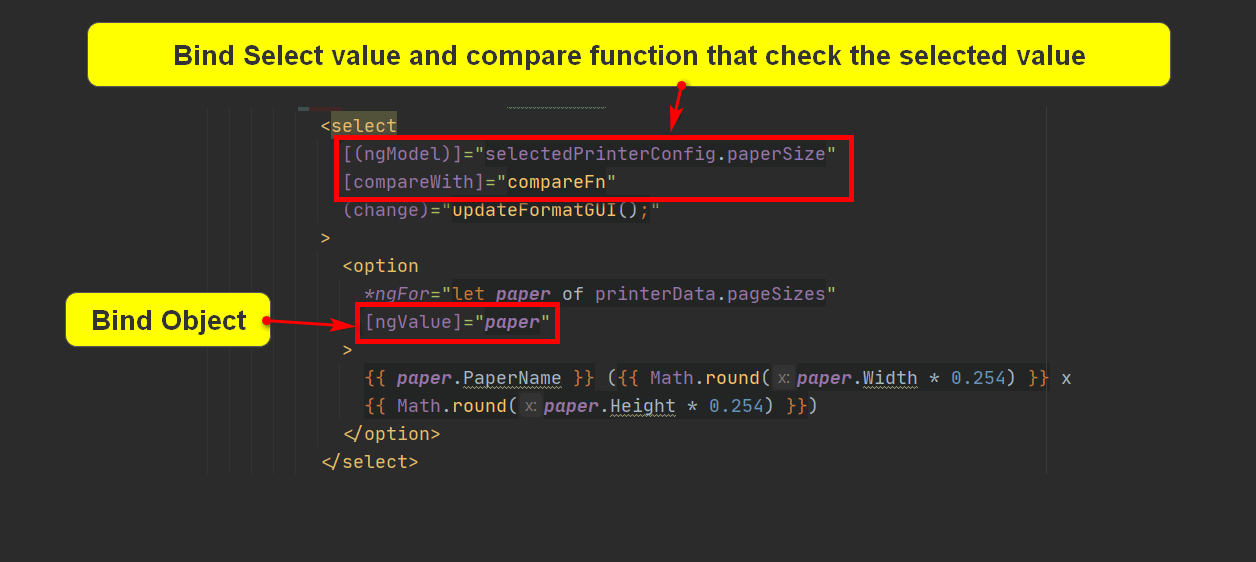 Bind Select value and compare function that check the selected value
<select
[(ngModel)]="selectedPrinterConfig.paperSize"
[compareWith]="compareFn"
(change)="updateFormatGUI();"
>
<option
*ngFor="let paper of printerData.pageSizes"
Bind Object
[ngValue]="paper"
>
{{ paper.PaperName }} ({{ Math.round( x: paper.Width * 0.254) }} x
{{ Math.round( x: paper.Height * 0.254) }})
</option>
</select>